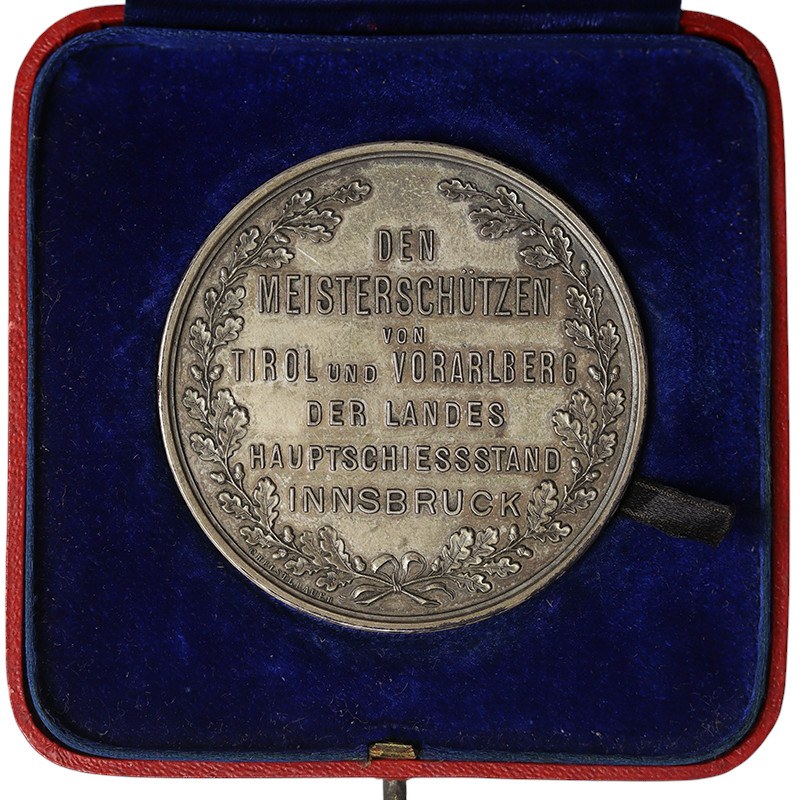 DEN
MEISTERSCHÜTZEN
VON
TIROL UND VORARLBERG
DER LANDES
HAUPTSCHIESSSTAND
INNSBRUCK